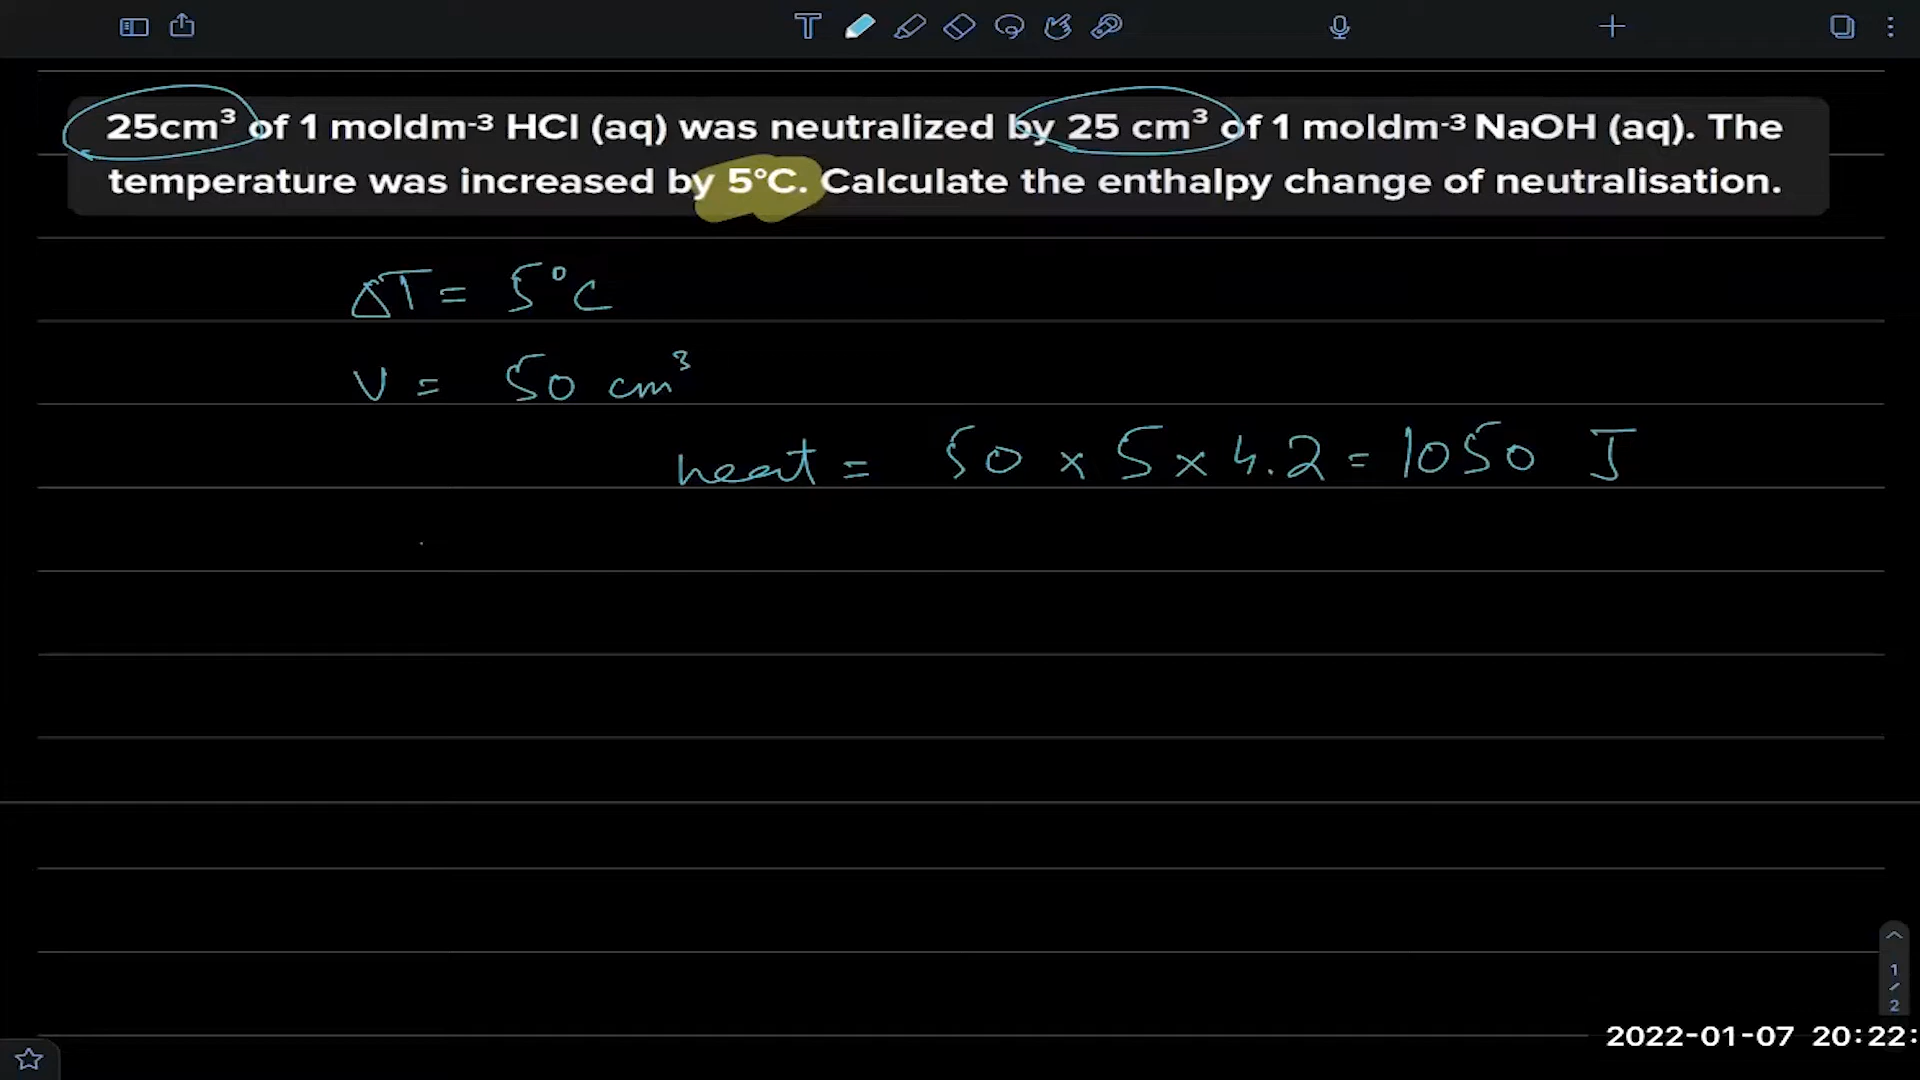 25cm³ of 1 moldm-³ HCl (aq) was neutralized by 25 cm³ of 1 moldm-³ NaOH (aq). The
temperature was increased by 5°C. Calculate the enthalpy change of neutralisation.
ΔT = 5°C
V = 50 cm³
heat = 50 × 5 × 4.2 = 1050 J
1
/
2
2022-01-07 20:22: